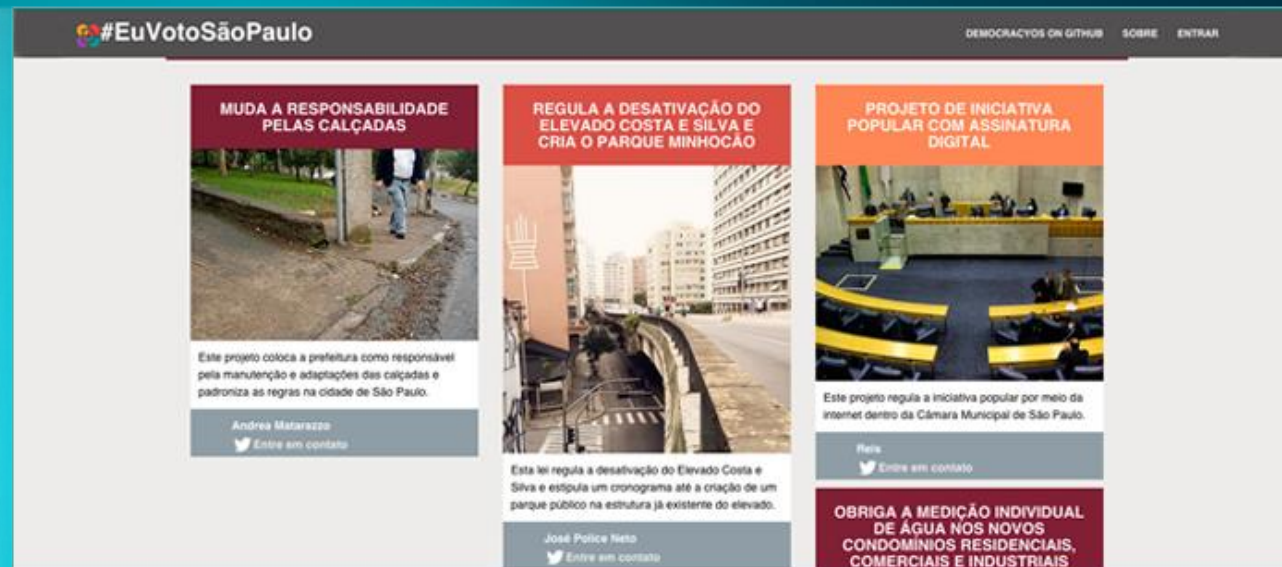 #EuVotoSãoPaulo
DEMOCRACYOS ON GITHUB SOBRE ENTRAR
MUDA A RESPONSABILIDADE
PELAS CALÇADAS
Este projeto coloca a prefeitura como responsável
pela manutenção e adaptações das calçadas e
padroniza as regras na cidade de São Paulo.
Andrea Matarazzo
Entre em contato
REGULA A DESATIVAÇÃO DO
ELEVADO COSTA E SILVA E
CRIA O PARQUE MINHOCÃO
Esta lei regula a desativação do Elevado Costa e
Silva e estipula um cronograma até a criação de um
parque público na estrutura já existente do elevado.
José Police Neto
Entre em contato
PROJETO DE INICIATIVA
POPULAR COM ASSINATURA
DIGITAL
Este projeto regula a iniciativa popular por meio da
internet dentro da Câmara Municipal de São Paulo.
Reis
Entre em contato
OBRIGA A MEDIÇÃO INDIVIDUAL
DE ÁGUA NOS NOVOS
CONDOMÍNIOS RESIDENCIAIS,
COMERCIAIS E INDUSTRIAIS